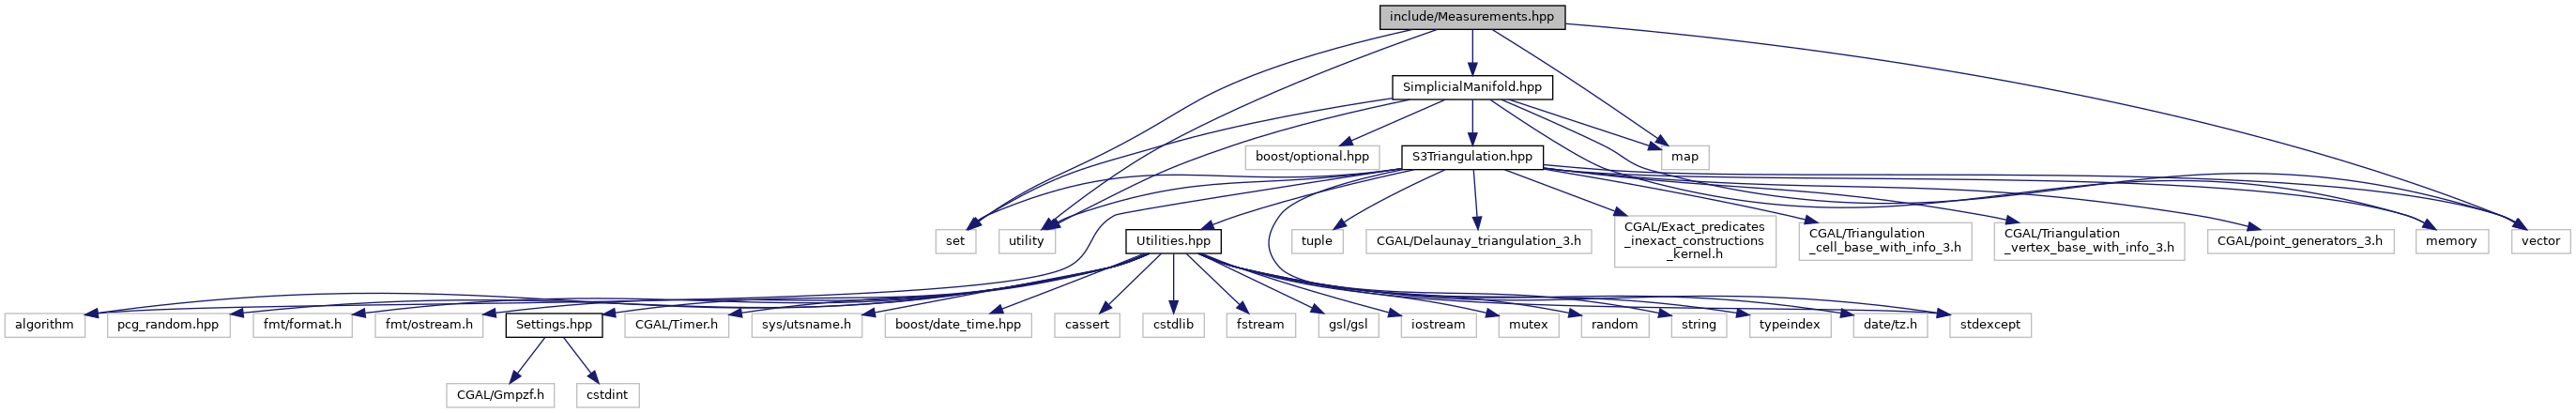 include/Measurements.hpp
SimplicialManifold.hpp
boost/optional.hpp
S3Triangulation.hpp
map
set
utility
Utilities.hpp
tuple
CGAL/Delaunay_triangulation_3.h
CGAL/Exact_predicates
_inexact_constructions
_kernel.h
CGAL/Triangulation
_cell_base_with_info_3.h
CGAL/Triangulation
_vertex_base_with_info_3.h
CGAL/point_generators_3.h
memory
vector
algorithm
pcg_random.hpp
fmt/format.h
fmt/ostream.h
Settings.hpp
CGAL/Timer.h
sys/utsname.h
boost/date_time.hpp
cassert
cstdlib
fstream
gsl/gsl
iostream
mutex
random
string
typeindex
date/tz.h
stdexcept
CGAL/Gmpzf.h
cstdint